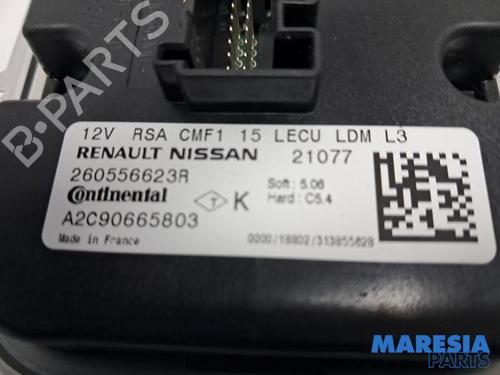 B-PARTS
12V RSA CMF1 15 LECU LDM L3
RENAULT NISSAN 21077
260556623R
Continental
Soft : 5.06
T K
Hard : C5.4
A2C90665803
Made in France
0000/18802/313855628
MARESIA
PARTS